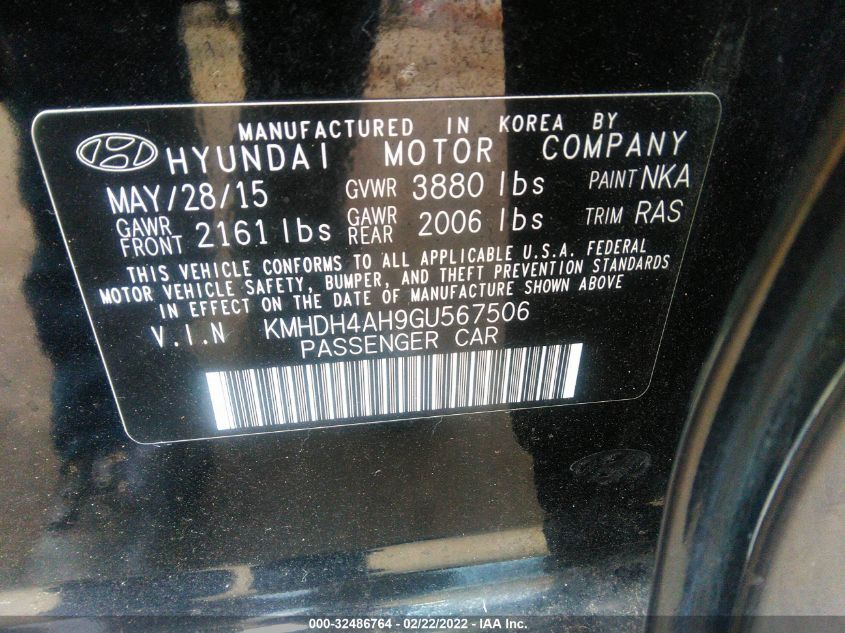 MANUFACTURED IN KOREA BY
HYUNDAI MOTOR COMPANY
MAY/28/15 GVWR 3880 lbs PAINT NKA
GAWR FRONT 2161 lbs GAWR REAR 2006 lbs TRIM RAS
THIS VEHICLE CONFORMS TO ALL APPLICABLE U.S.A. FEDERAL
MOTOR VEHICLE SAFETY, BUMPER, AND THEFT PREVENTION STANDARDS
IN EFFECT ON THE DATE OF MANUFACTURE SHOWN ABOVE
V.I.N KMHDH4AH9GU567506
PASSENGER CAR
000-32486764 - 02/22/2022 - IAA Inc.